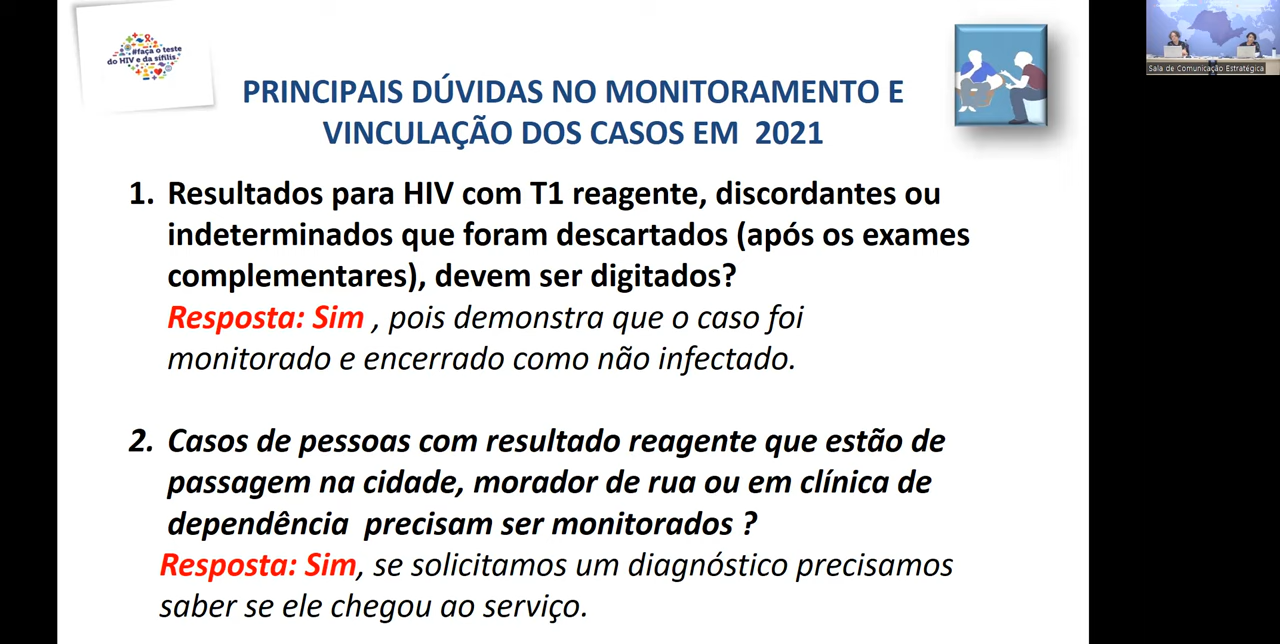 #faça o teste
do HIV e da sífilis
Sala de Comunicação Estratégica
PRINCIPAIS DÚVIDAS NO MONITORAMENTO E
VINCULAÇÃO DOS CASOS EM 2021
1. Resultados para HIV com T1 reagente, discordantes ou
indeterminados que foram descartados (após os exames
complementares), devem ser digitados?
Resposta: Sim , pois demonstra que o caso foi
monitorado e encerrado como não infectado.
2. Casos de pessoas com resultado reagente que estão de
passagem na cidade, morador de rua ou em clínica de
dependência precisam ser monitorados ?
Resposta: Sim, se solicitamos um diagnóstico precisamos
saber se ele chegou ao serviço.